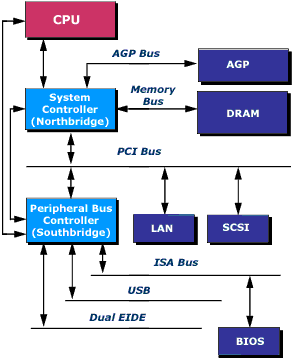 CPU
AGP Bus
AGP
System
Controller
(Northbridge)
Memory
Bus
DRAM
PCI Bus
Peripheral Bus
Controller
(Southbridge)
LAN
SCSI
ISA Bus
USB
Dual EIDE
BIOS